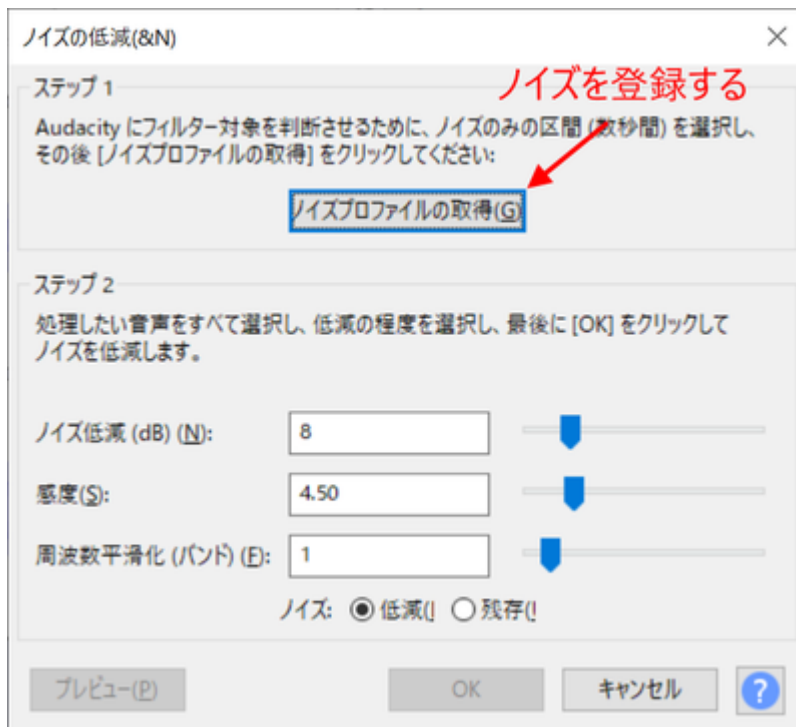 ノイズの低減(&N)
ステップ 1
ノイズを登録する
Audacity にフィルター対象を判断させるために、ノイズのみの区間 (数秒間) を選択し、
その後 [ノイズプロファイルの取得] をクリックしてください:
ノイズプロファイルの取得(G)
ステップ 2
処理したい音声をすべて選択し、低減の程度を選択し、最後に [OK] をクリックして
ノイズを低減します。
ノイズ低減 (dB) (N): 8
感度(S): 4.50
周波数平滑化 (バンド) (F): 1
ノイズ: 低減( 残存(
プレビュー(P) OK キャンセル ?